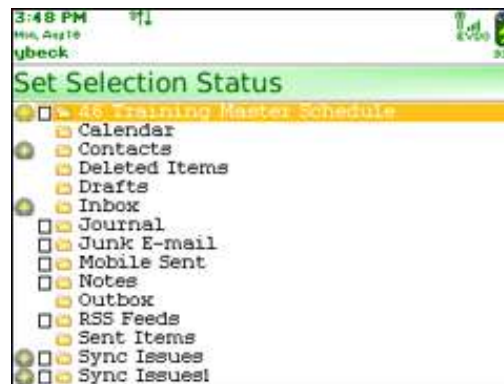 3:48 PM
Mon, Aug 18
EVDO
ybeck
Set Selection Status
46 Training Master Schedule
Calendar
Contacts
Deleted Items
Drafts
Inbox
Journal
Junk E-mail
Mobile Sent
Notes
Outbox
RSS Feeds
Sent Items
Sync Issues
Sync Issues1